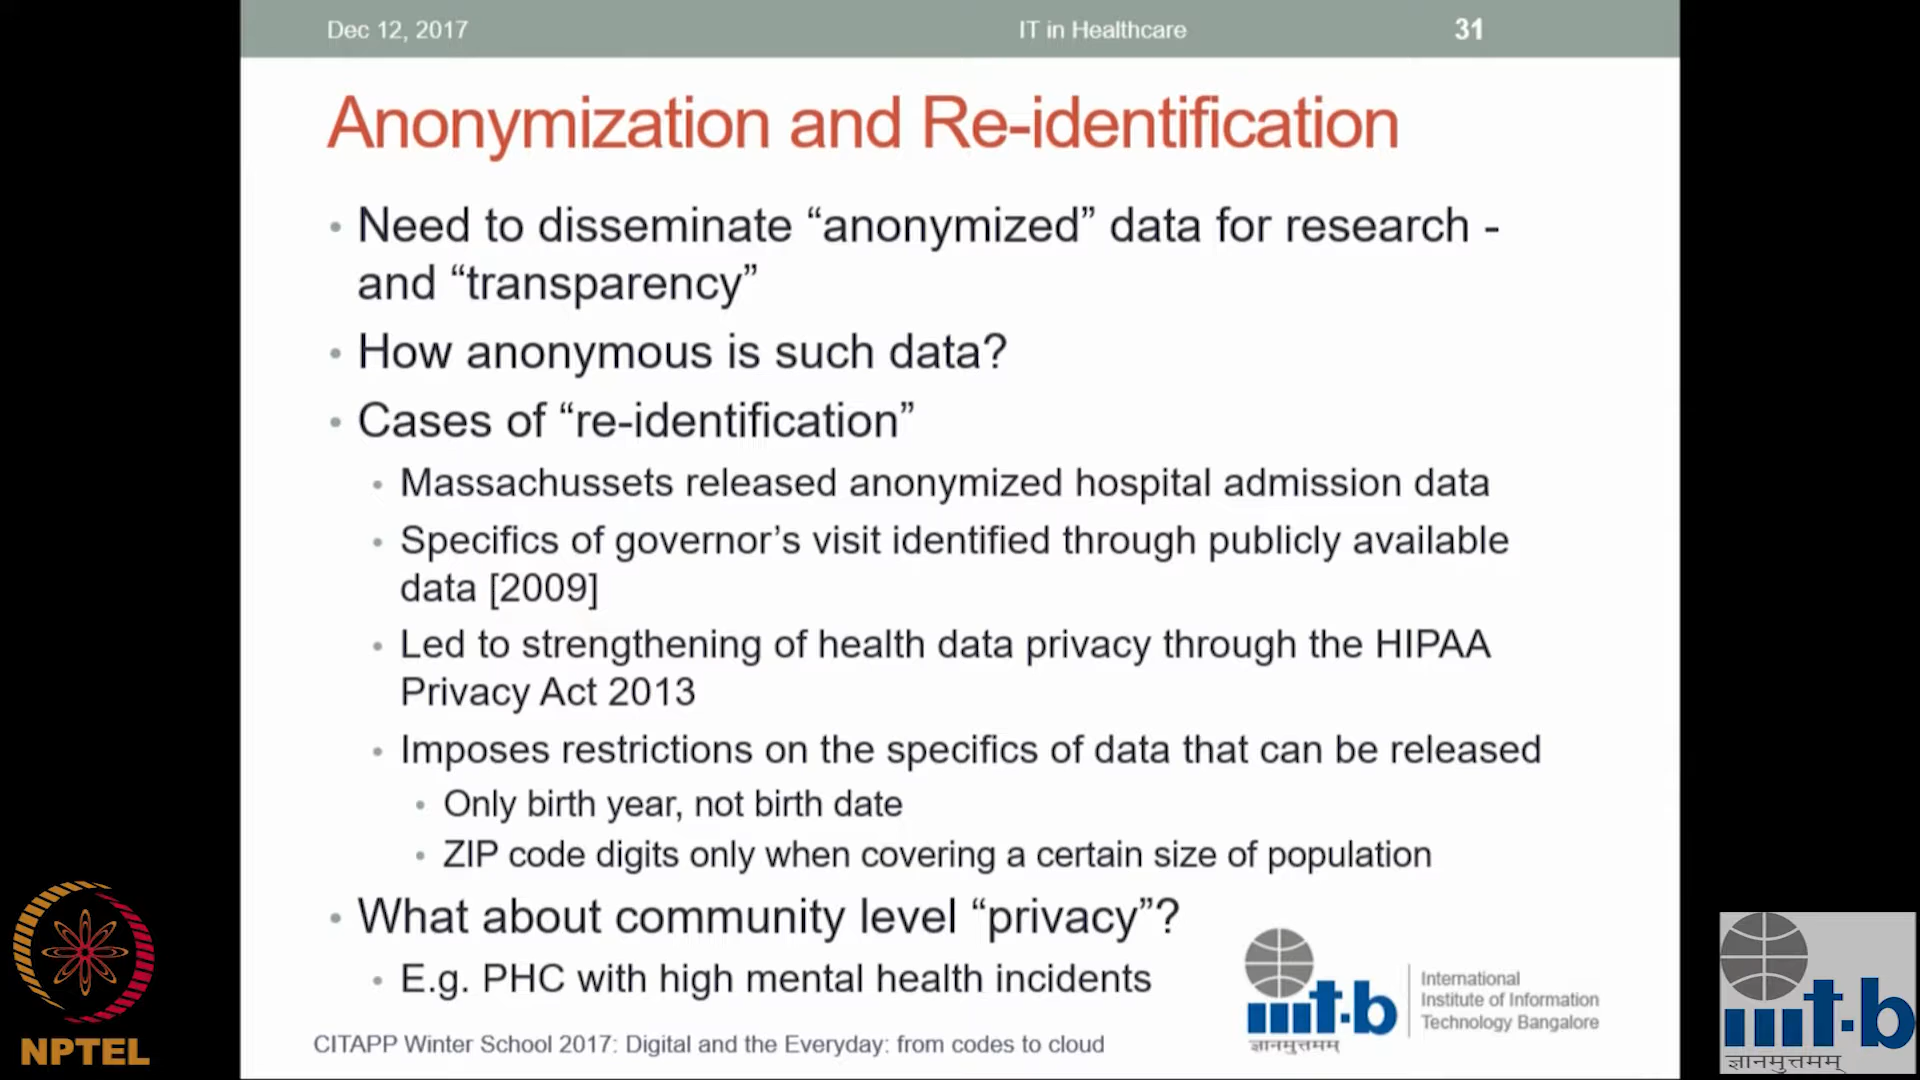 Dec 12, 2017 IT in Healthcare 31
Anonymization and Re-identification
• Need to disseminate “anonymized” data for research -
and “transparency”
• How anonymous is such data?
• Cases of “re-identification”
• Massachussets released anonymized hospital admission data
• Specifics of governor’s visit identified through publicly available
data [2009]
• Led to strengthening of health data privacy through the HIPAA
Privacy Act 2013
• Imposes restrictions on the specifics of data that can be released
• Only birth year, not birth date
• ZIP code digits only when covering a certain size of population
• What about community level “privacy”?
• E.g. PHC with high mental health incidents
iiit-b
ज्ञानमुत्तमम्
International
Institute of Information
Technology Bangalore
CITAPP Winter School 2017: Digital and the Everyday: from codes to cloud
NPTEL
iiit-b
ज्ञानमुत्तमम्